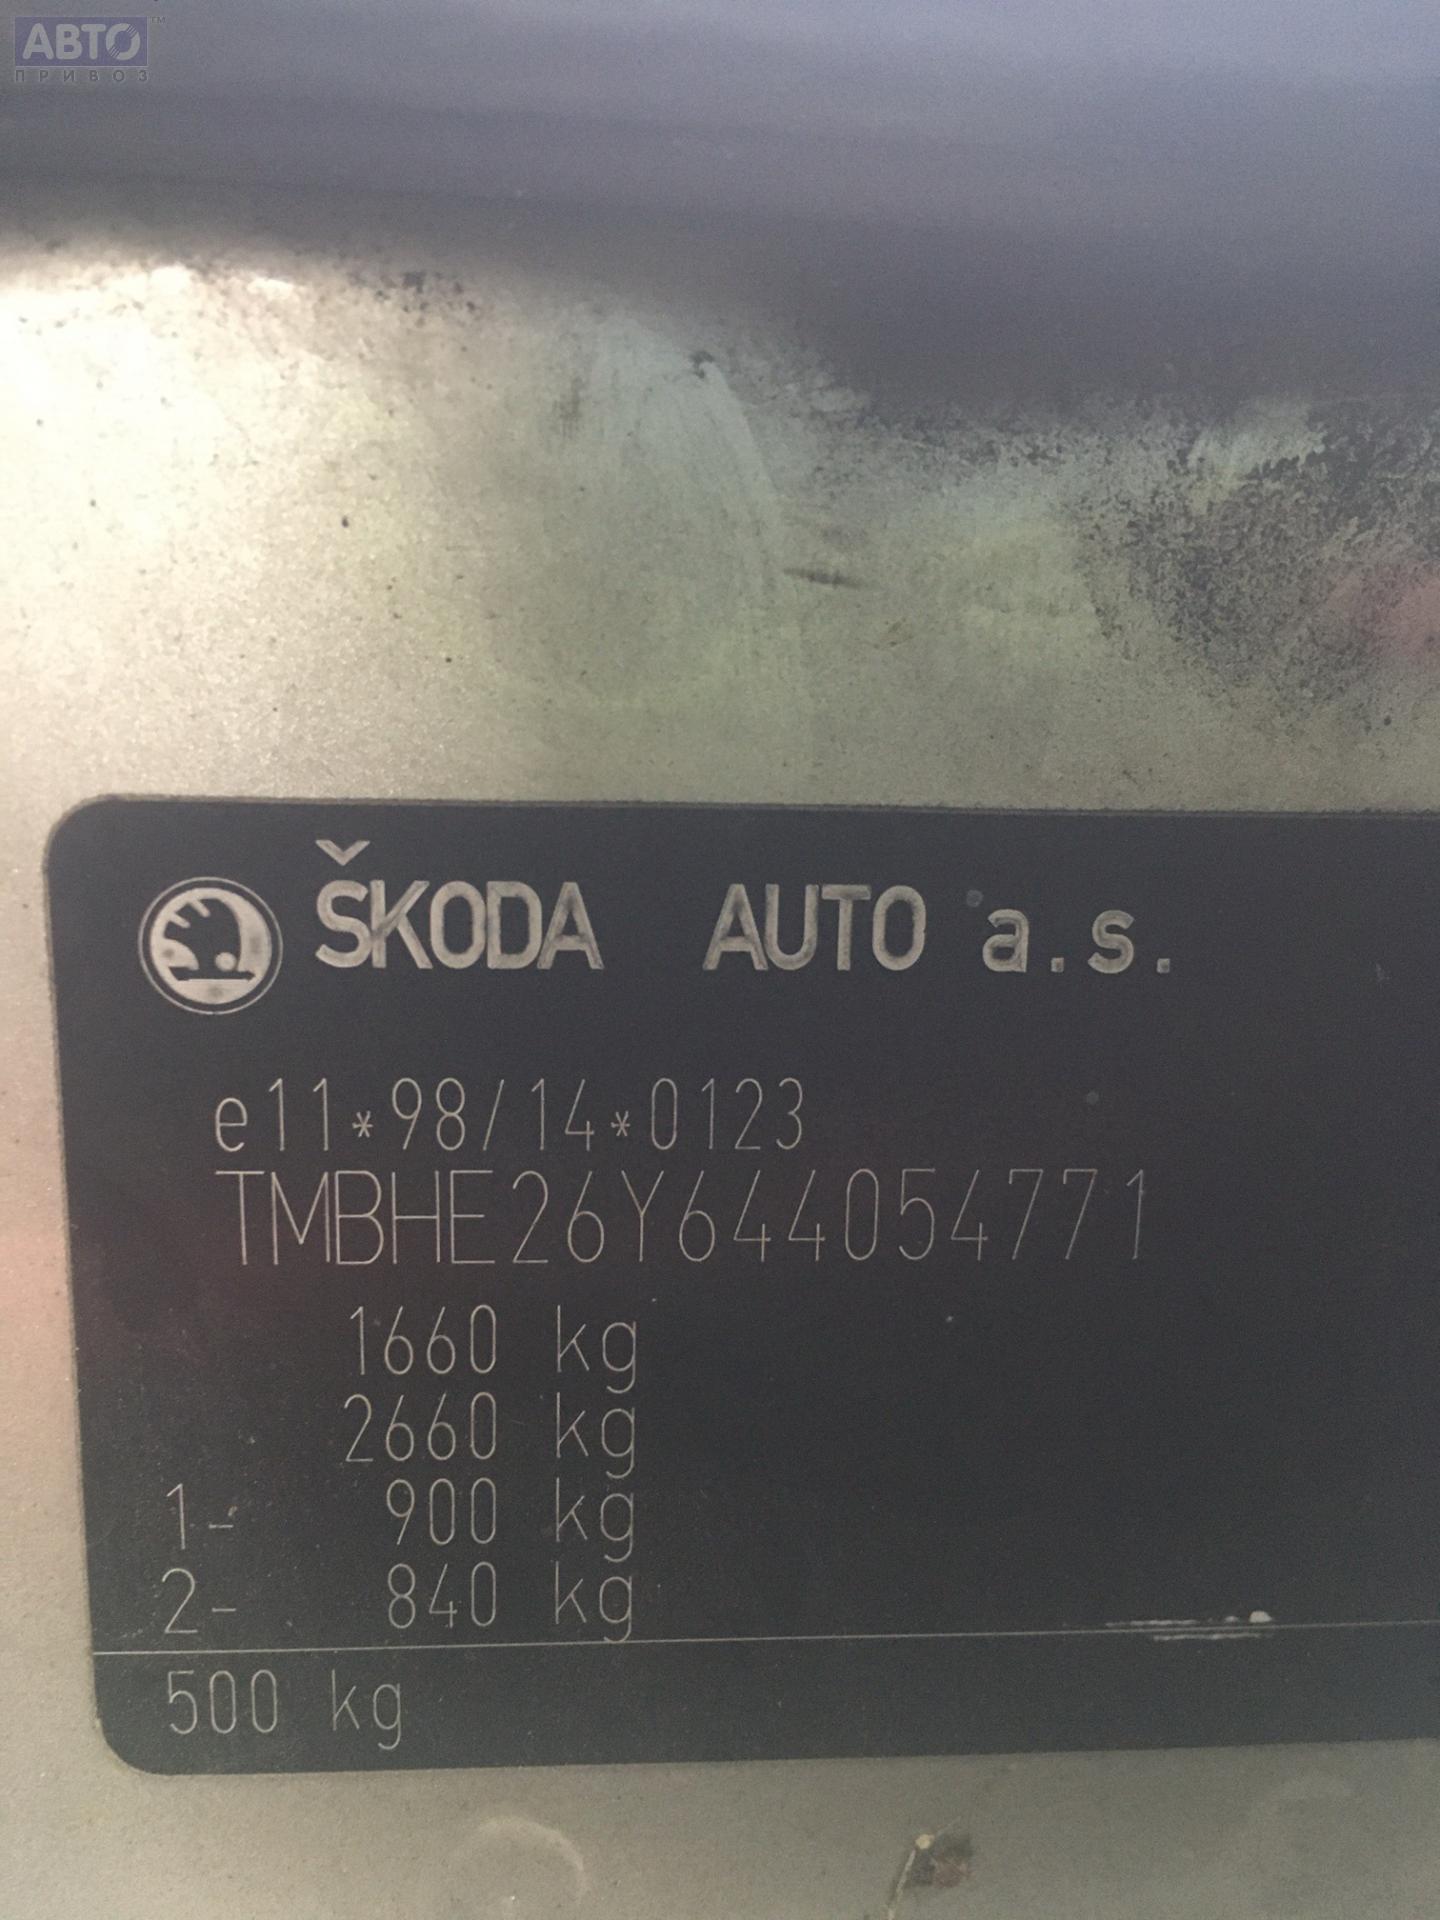 АВТО™
ПРИВОЗ
ŠKODA AUTO a.s.
e11*98/14*0123
TMBHE26Y644054771
1660 kg
2660 kg
1- 900 kg
2- 840 kg
500 kg